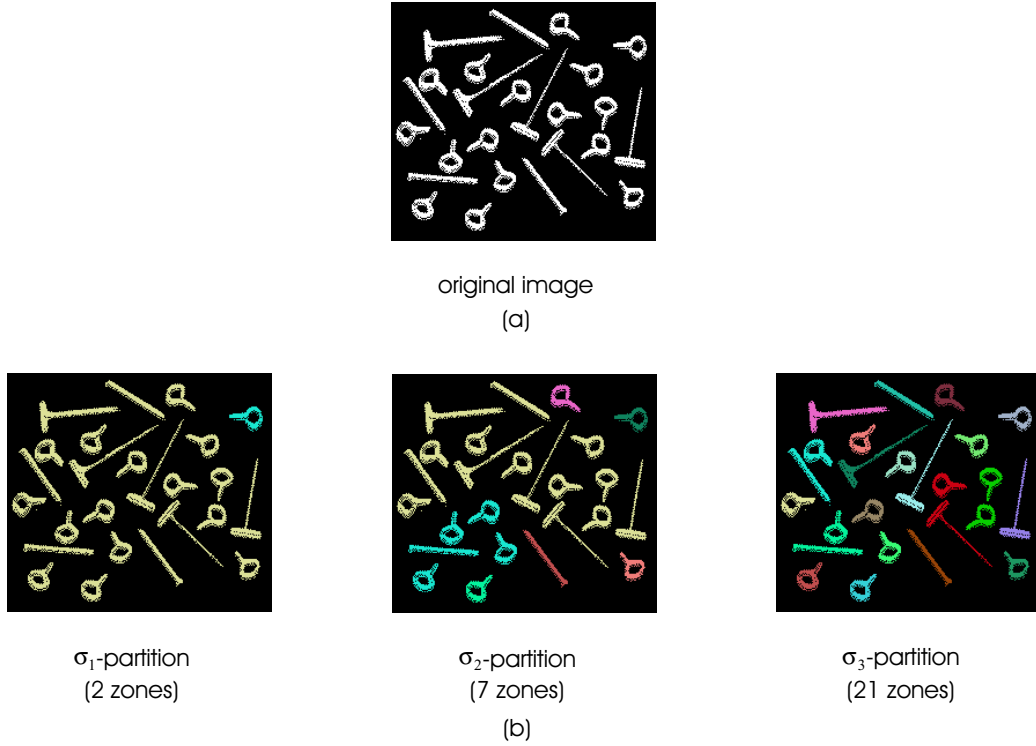 original image
(a)
σ₁-partition
(2 zones)
σ₂-partition
(7 zones)
σ₃-partition
(21 zones)
(b)